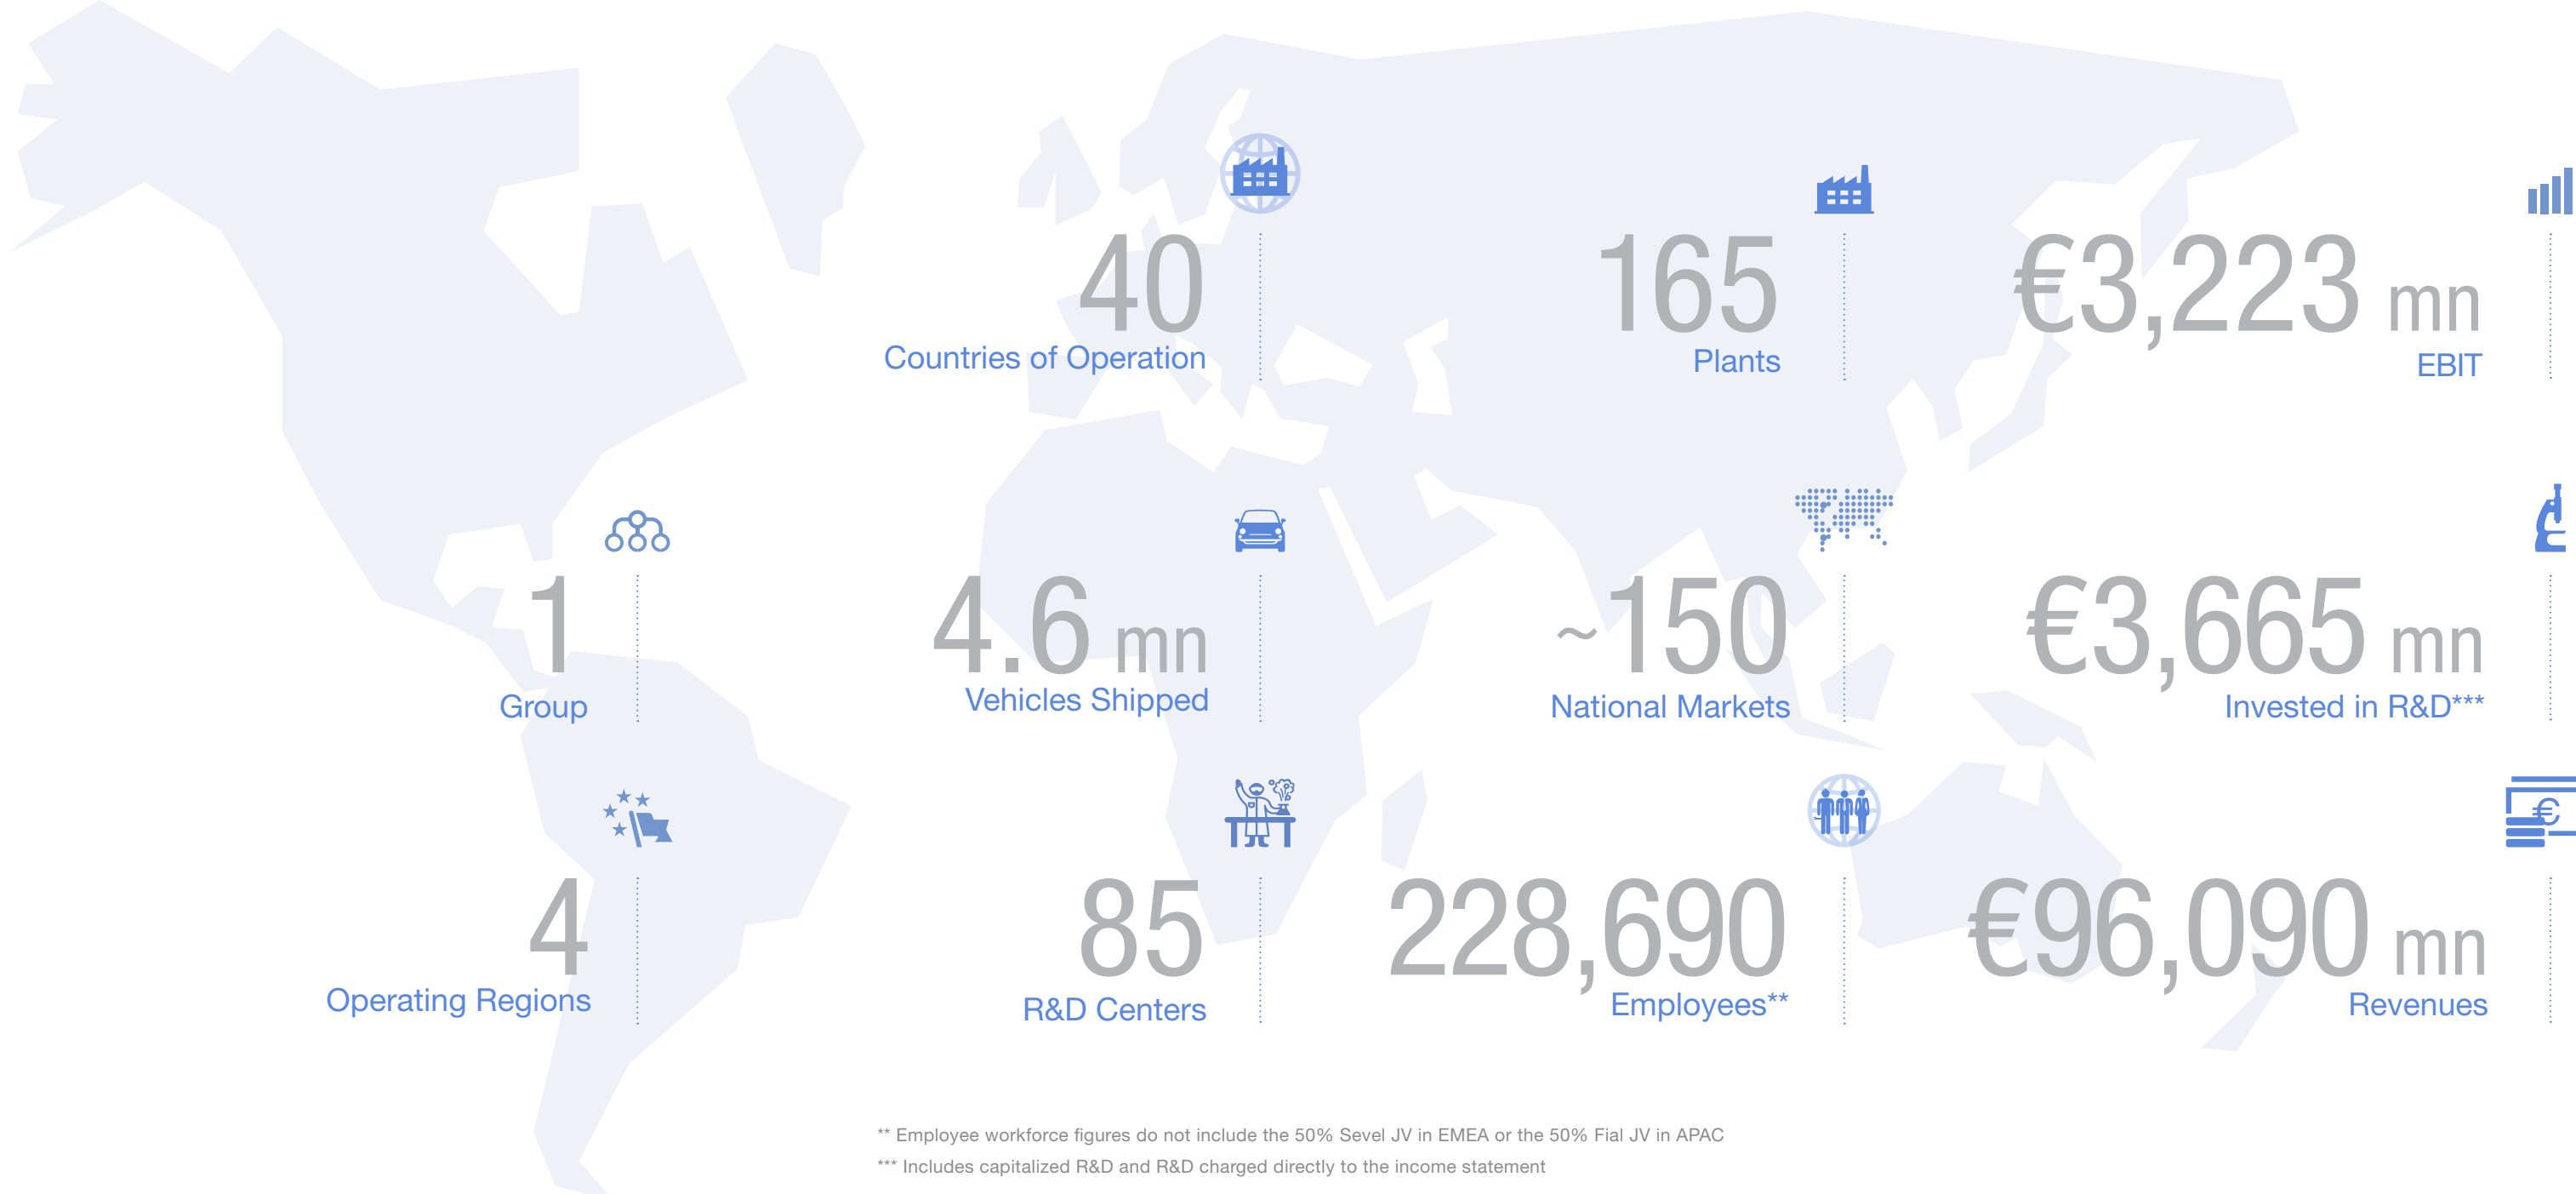 40
Countries of Operation
165
Plants
€3,223 mn
EBIT
1
Group
4.6 mn
Vehicles Shipped
~150
National Markets
€3,665 mn
Invested in R&D***
4
Operating Regions
85
R&D Centers
228,690
Employees**
€96,090 mn
Revenues
** Employee workforce figures do not include the 50% Sevel JV in EMEA or the 50% Fial JV in APAC
*** Includes capitalized R&D and R&D charged directly to the income statement